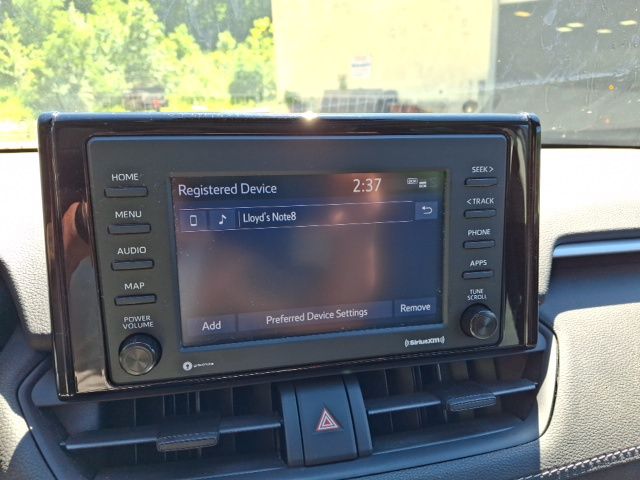 HOME
MENU
AUDIO
MAP
POWER
VOLUME
Registered Device 2:37
Lloyd's Note8
Add Preferred Device Settings Remove
SiriusXM
SEEK >
< TRACK
PHONE
APPS
TUNE
SCROLL